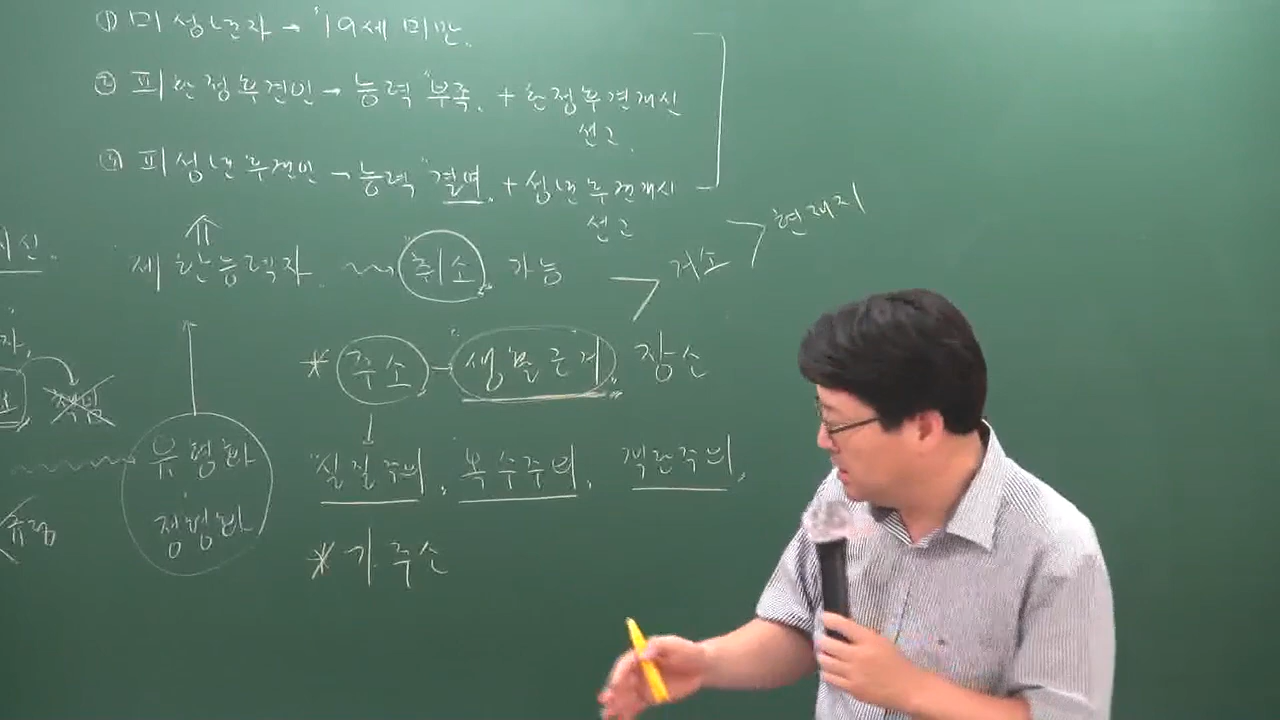 ① 미성년자 → "19세 미만.
② 피한정후견인 → 능력 "부족. + 한정후견개시
선고.
③ 피성년후견인 → 능력 "결여. + 성년후견개시
선고
제한능력자. "취소 가능
거소 > 현재지
* 주소 - "생활근거" 장소
"실질주의, 복수주의, 객관주의.
유형화
정형화
* 가주소